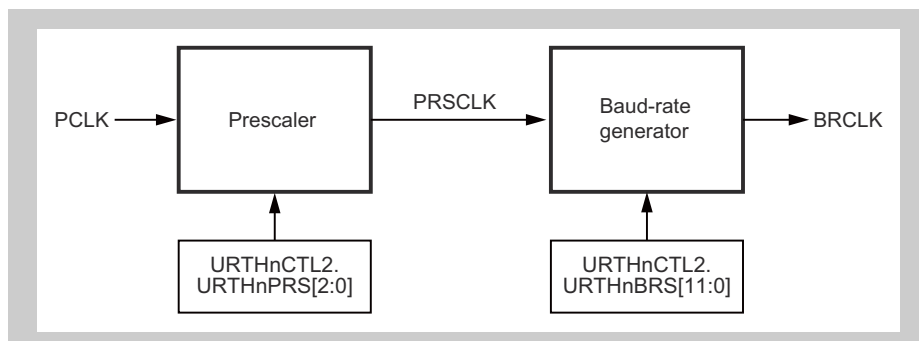 PCLK
Prescaler
PRSCLK
Baud-rate
generator
BRCLK
URTHnCTL2.
URTHnPRS[2:0]
URTHnCTL2.
URTHnBRS[11:0]